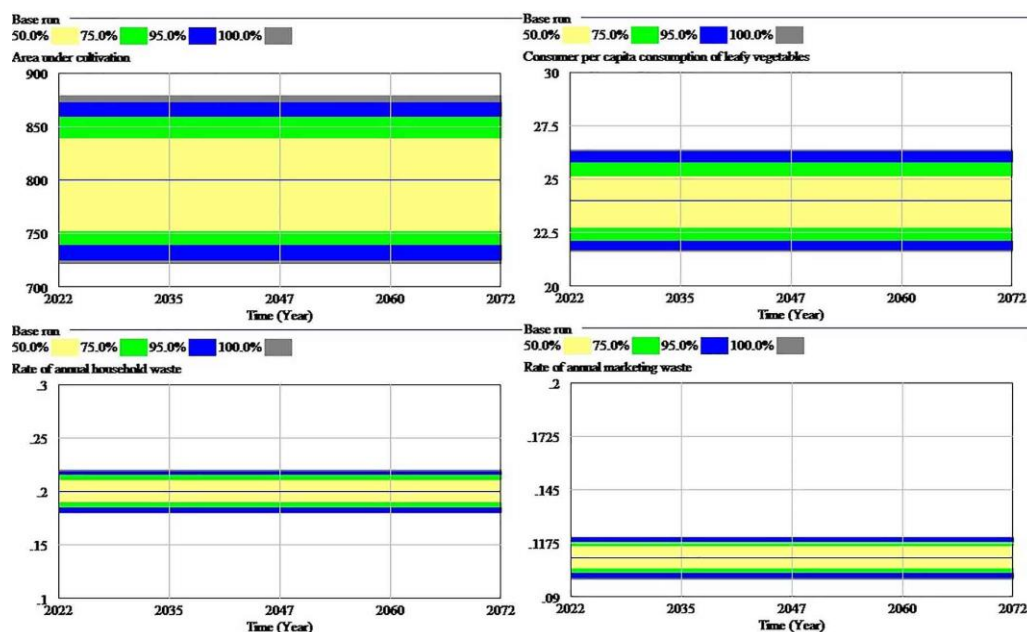 Base run
50.0% 75.0% 95.0% 100.0%
Area under cultivation
900
850
800
750
700
2022 2035 2047 2060 2072
Time (Year)
Base run
50.0% 75.0% 95.0% 100.0%
Consumer per capita consumption of leafy vegetables
30
27.5
25
22.5
20
2022 2035 2047 2060 2072
Time (Year)
Base run
50.0% 75.0% 95.0% 100.0%
Rate of annual household waste
.3
.25
.2
.15
.1
2022 2035 2047 2060 2072
Time (Year)
Base run
50.0% 75.0% 95.0% 100.0%
Rate of annual marketing waste
.2
.1725
.145
.1175
.09
2022 2035 2047 2060 2072
Time (Year)